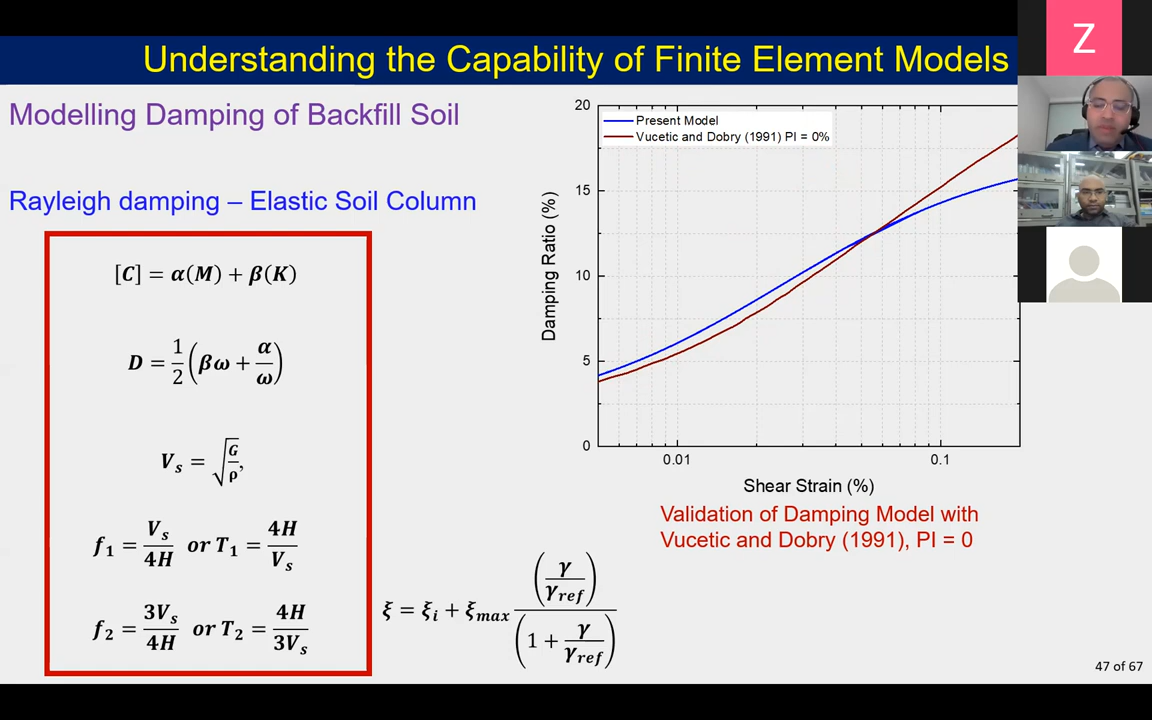 Understanding the Capability of Finite Element Models
Z
Modelling Damping of Backfill Soil
Rayleigh damping – Elastic Soil Column
[C] = α(M) + β(K)
D = 1/2 (βω + α/ω)
V_s = √(G/ρ),
f_1 = V_s/4H or T_1 = 4H/V_s
f_2 = 3V_s/4H or T_2 = 4H/3V_s
ξ = ξ_i + ξ_max (γ/γ_ref) / (1 + γ/γ_ref)
Present Model
Vucetic and Dobry (1991) PI = 0%
Damping Ratio (%)
20
15
10
5
0
0.01 0.1
Shear Strain (%)
Validation of Damping Model with
Vucetic and Dobry (1991), PI = 0
47 of 67